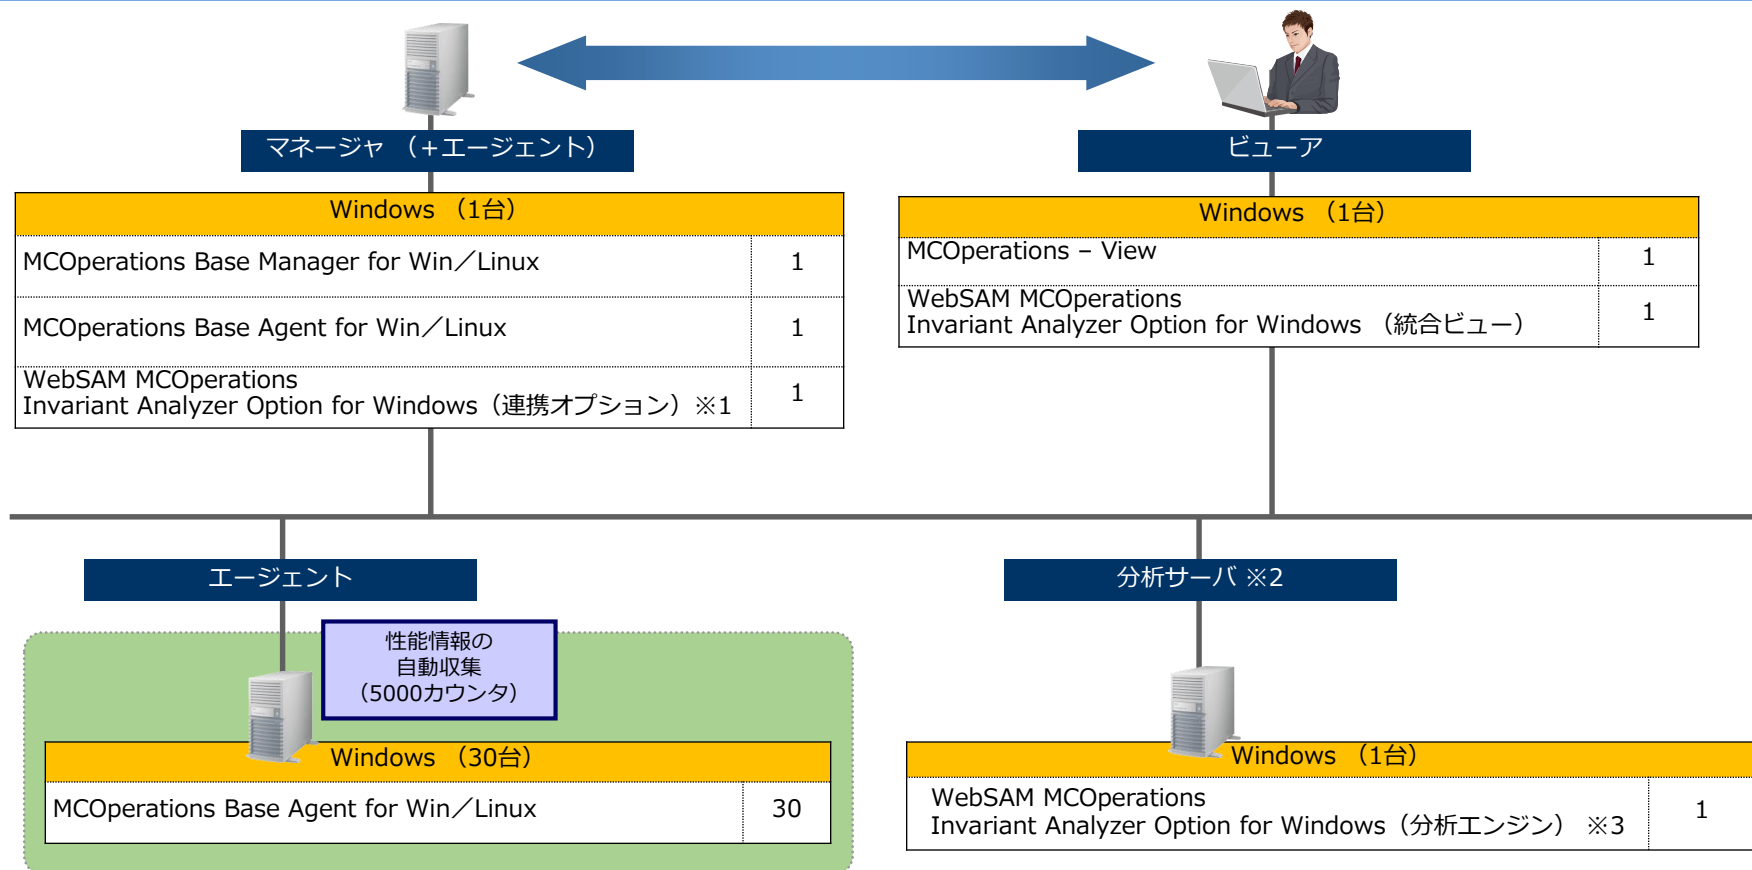 マネージャ （＋エージェント）
ビューア
Windows （1台）
MCOperations Base Manager for Win／Linux 1
MCOperations Base Agent for Win／Linux 1
WebSAM MCOperations
Invariant Analyzer Option for Windows（連携オプション）※1 1
Windows （1台）
MCOperations – View 1
WebSAM MCOperations
Invariant Analyzer Option for Windows （統合ビュー） 1
エージェント
性能情報の
自動収集
（5000カウンタ）
Windows （30台）
MCOperations Base Agent for Win／Linux 30
分析サーバ ※2
Windows （1台）
WebSAM MCOperations
Invariant Analyzer Option for Windows（分析エンジン） ※3 1